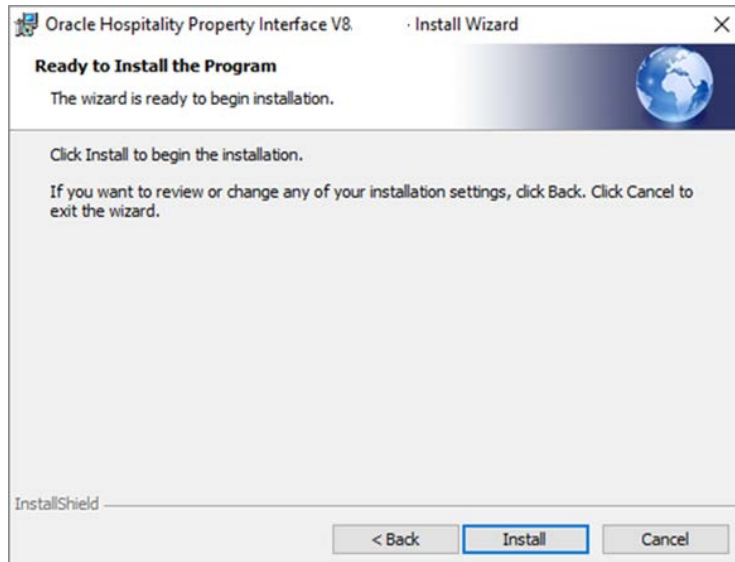 Oracle Hospitality Property Interface V8. - Install Wizard
Ready to Install the Program
The wizard is ready to begin installation.
Click Install to begin the installation.
If you want to review or change any of your installation settings, click Back. Click Cancel to
exit the wizard.
InstallShield
< Back Install Cancel